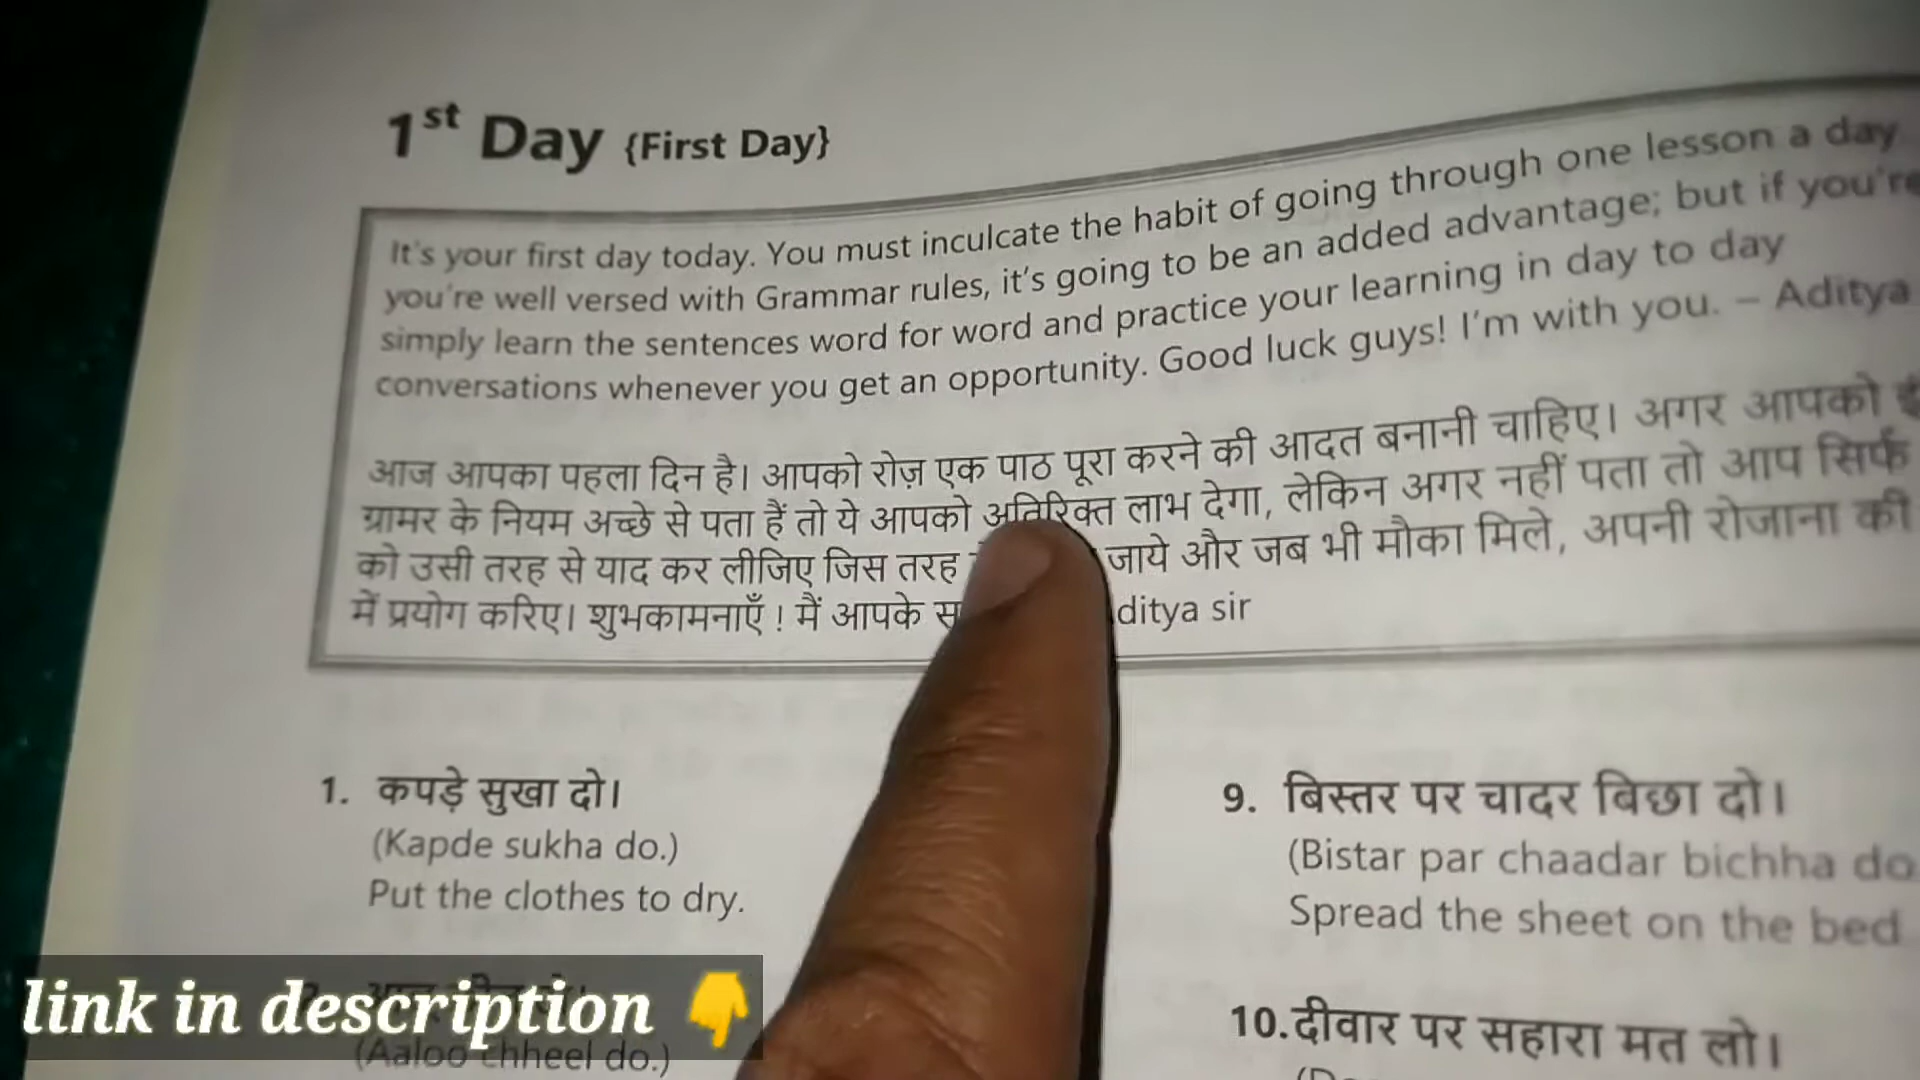 1st Day {First Day}
It's your first day today. You must inculcate the habit of going through one lesson a day
you're well versed with Grammar rules, it's going to be an added advantage; but if you're
simply learn the sentences word for word and practice your learning in day to day
conversations whenever you get an opportunity. Good luck guys! I'm with you. – Aditya
आज आपका पहला दिन है। आपको रोज़ एक पाठ पूरा करने की आदत बनानी चाहिए। अगर आपको
ग्रामर के नियम अच्छे से पता हैं तो ये आपको अतिरिक्त लाभ देगा, लेकिन अगर नहीं पता तो आप सिर्फ
को उसी तरह से याद कर लीजिए जिस तरह जाये और जब भी मौका मिले, अपनी रोजाना की
में प्रयोग करिए। शुभकामनाएँ ! मैं आपके ditya sir
1. कपड़े सुखा दो।
(Kapde sukha do.)
Put the clothes to dry.
(Aaloo chheel do.)
9. बिस्तर पर चादर बिछा दो।
(Bistar par chaadar bichha do
Spread the sheet on the bed
10. दीवार पर सहारा मत लो।
link in description 👇